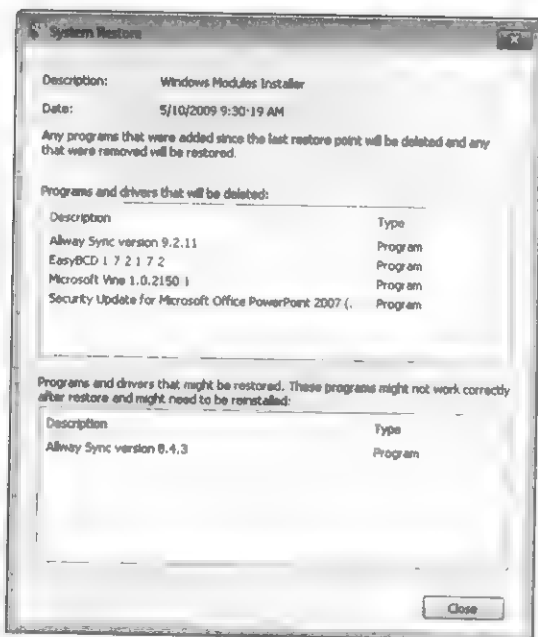 System Restore
Description: Windows Modules Installer
Date: 5/10/2009 9:30:19 AM
Any programs that were added since the last restore point will be deleted and any
that were removed will be restored.
Programs and drivers that will be deleted:
Description Type
Allway Sync version 9.2.11 Program
EasyBCD 1 7 2 1 7 2 Program
Microsoft Vine 1.0.2150 1 Program
Security Update for Microsoft Office PowerPoint 2007 (. Program
Programs and drivers that might be restored. These programs might not work correctly
after restore and might need to be reinstalled:
Description Type
Allway Sync version 8.4.3 Program
Close